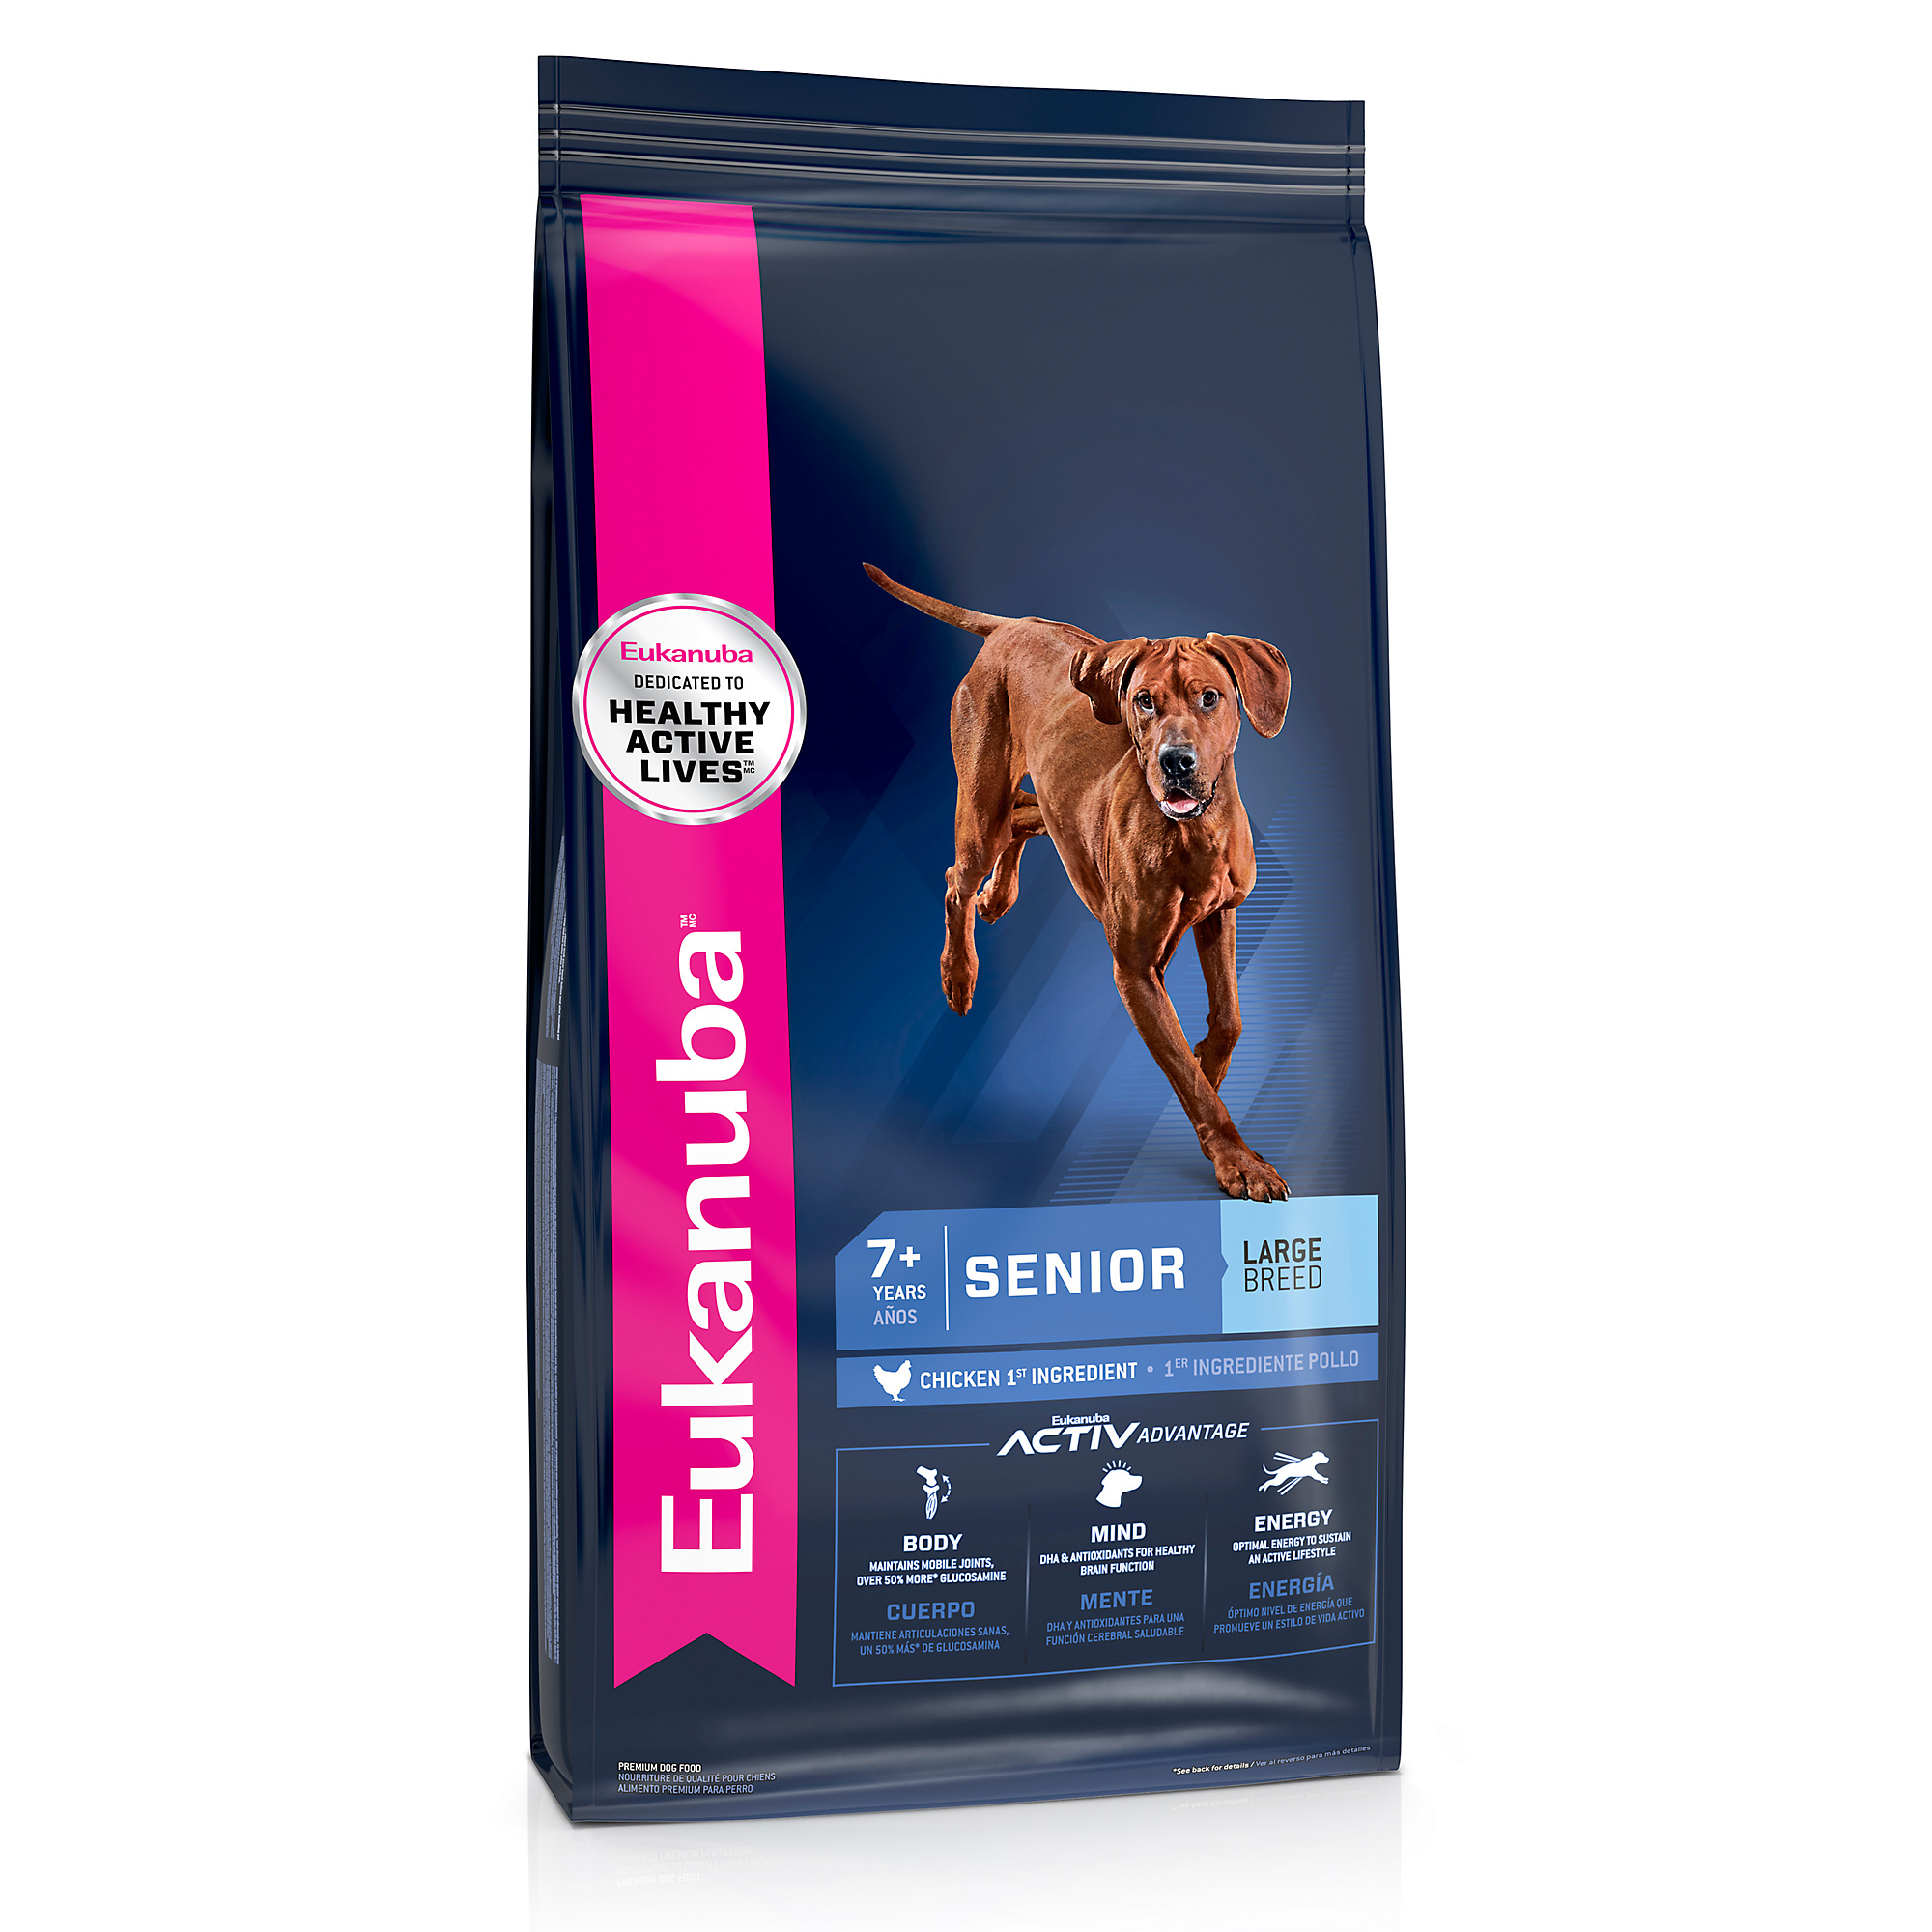 Eukanuba
DEDICATED TO
HEALTHY
ACTIVE
LIVES™ MC
Eukanuba™ MC
7+
YEARS
AÑOS
SENIOR
LARGE
BREED
CHICKEN 1ST INGREDIENT • 1ER INGREDIENTE POLLO
Eukanuba
ACTIV ADVANTAGE
BODY
MAINTAINS MOBILE JOINTS,
OVER 50% MORE* GLUCOSAMINE
CUERPO
MANTIENE ARTICULACIONES SANAS,
UN 50% MÁS* DE GLUCOSAMINA
MIND
DHA & ANTIOXIDANTS FOR HEALTHY
BRAIN FUNCTION
MENTE
DHA Y ANTIOXIDANTES PARA UNA
FUNCIÓN CEREBRAL SALUDABLE
ENERGY
OPTIMAL ENERGY TO SUSTAIN
AN ACTIVE LIFESTYLE
ENERGÍA
ÓPTIMO NIVEL DE ENERGÍA QUE
PROMUEVE UN ESTILO DE VIDA ACTIVO
PREMIUM DOG FOOD
NOURRITURE DE QUALITÉ POUR CHIENS
ALIMENTO PREMIUM PARA PERRO
*See back for details / Ver al reverso para más detalles